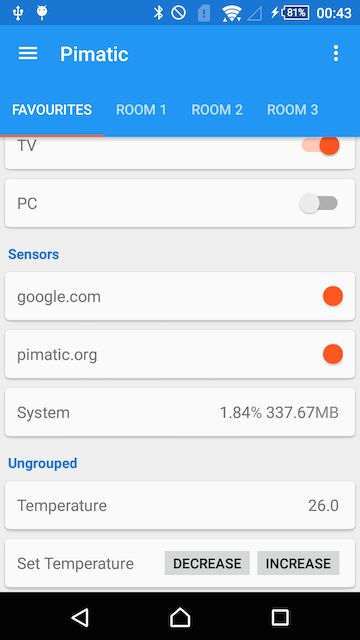 81% 00:43
Pimatic
FAVOURITES ROOM 1 ROOM 2 ROOM 3
TV
PC
Sensors
google.com
pimatic.org
System 1.84% 337.67MB
Ungrouped
Temperature 26.0
Set Temperature DECREASE INCREASE